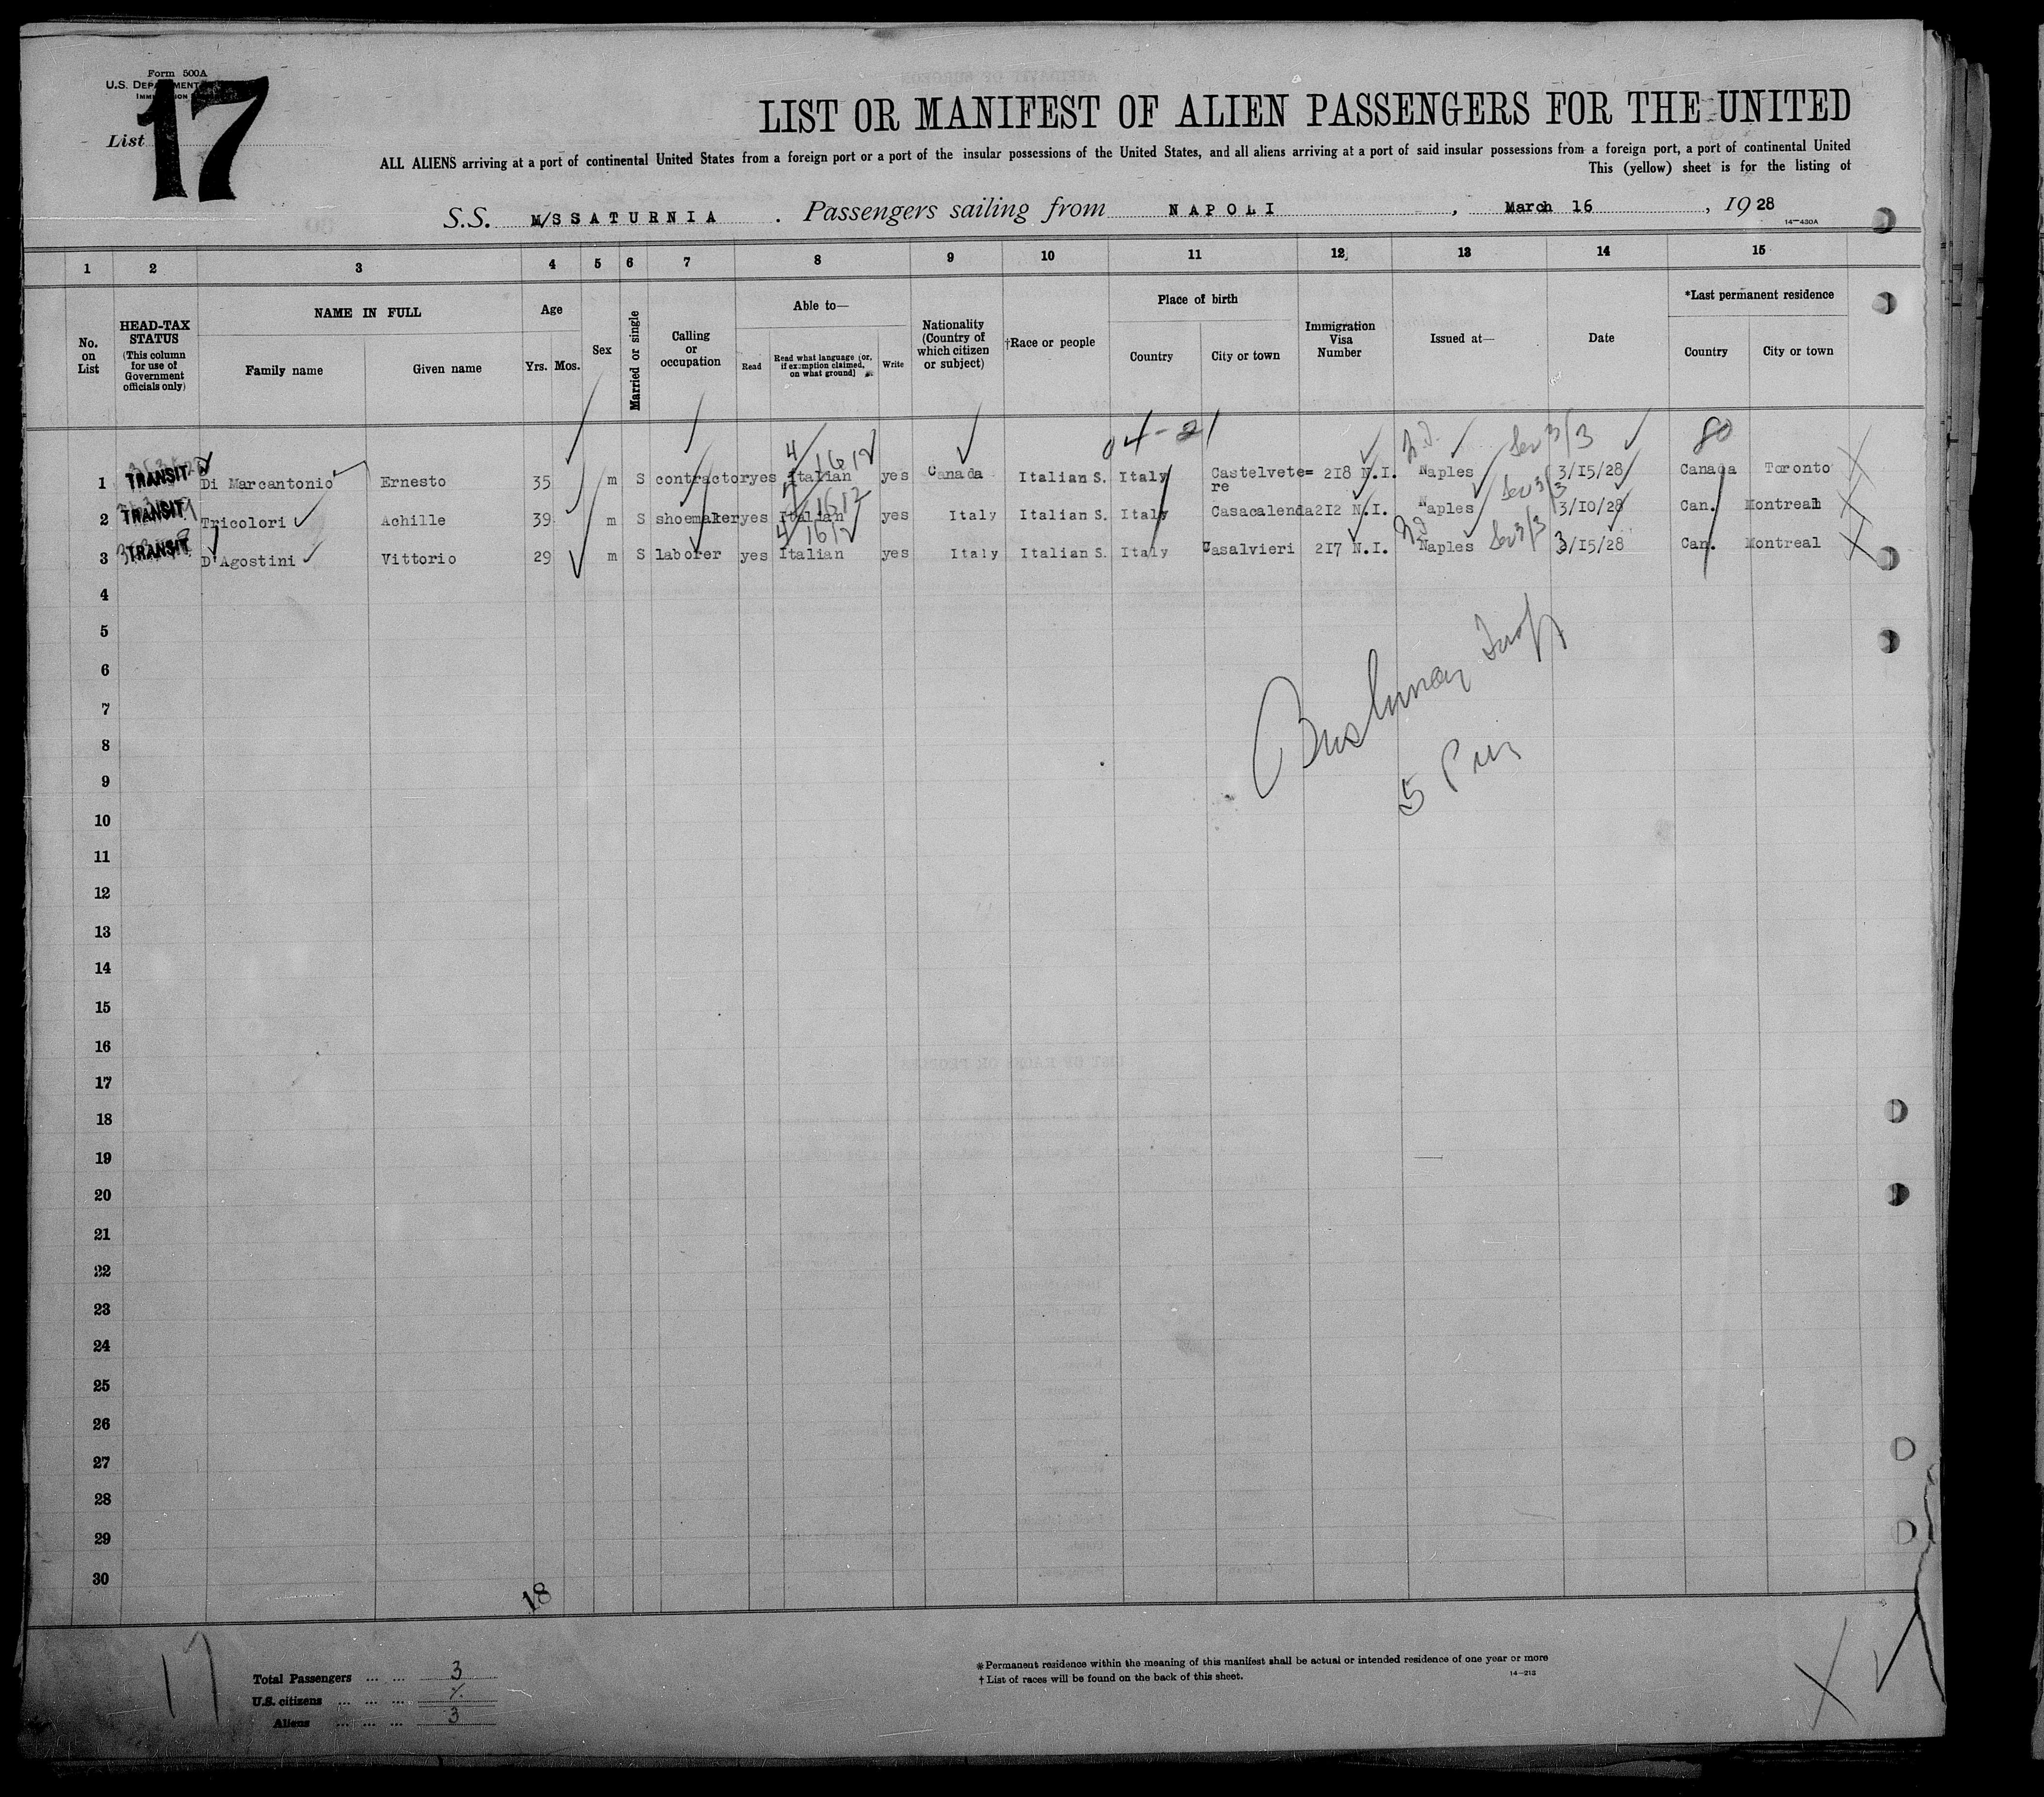 Form 500A
U.S. DEPARTMENT
List 17
LIST OR MANIFEST OF ALIEN PASSENGERS FOR THE UNITED
ALL ALIENS arriving at a port of continental United States from a foreign port or a port of the insular possessions of the United States, and all aliens arriving at a port of said insular possessions from a foreign port, a port of continental United
This (yellow) sheet is for the listing of
S.S. M/S SATURNIA . Passengers sailing from NAPOLI , March 16 , 1928
14—430A
1 2 3 4 5 6 7 8 9 10 11 12 13 14 15
No. on List
HEAD-TAX STATUS (This column for use of Government officials only)
NAME IN FULL
Family name Given name
Age
Yrs. Mos.
Sex
Married or single
Calling or occupation
Able to—
Read
Read what language [or, if exemption claimed, on what ground]
Write
Nationality (Country of which citizen or subject)
†Race or people
Place of birth
Country City or town
Immigration Visa Number
Issued at—
Date
*Last permanent residence
Country City or town
04-21 80
1 TRANSIT Di Marcantonio Ernesto 35 m S contractor yes Italian yes Canada Italian S. Italy Castelvete= 218 N.I. Naples 3/15/28 Canada Toronto
re
2 TRANSIT Tricolori Achille 39 m S shoemaker yes Italian yes Italy Italian S. Italy Casacalenda 212 N.I. Naples 3/10/28 Can. Montreal
3 TRANSIT D'Agostini Vittorio 29 m S laborer yes Italian yes Italy Italian S. Italy Casalvieri 217 N.I. Naples 3/15/28 Can. Montreal
4
5
6
7
8
9
10
11
12
13
14
15
16
17
18
19
20
21
22
23
24
25
26
27
28
29
30
18
17
Total Passengers ... ... 3
U.S. citizens ... ... ...
Aliens ... ... ... 3
*Permanent residence within the meaning of this manifest shall be actual or intended residence of one year or more
†List of races will be found on the back of this sheet.
14—213